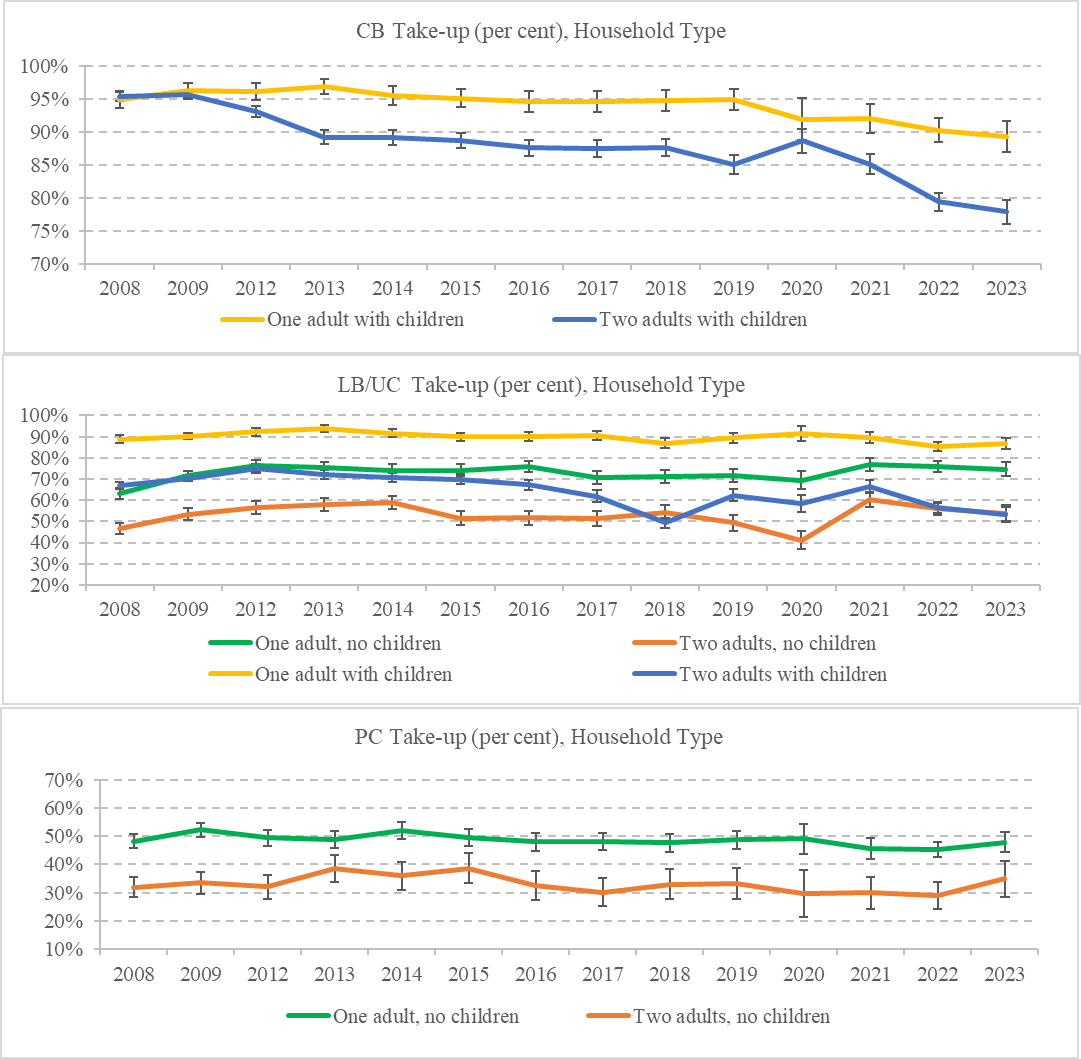 CB Take-up (per cent), Household Type
100%
95%
90%
85%
80%
75%
70%
2008 2009 2012 2013 2014 2015 2016 2017 2018 2019 2020 2021 2022 2023
One adult with children Two adults with children
LB/UC Take-up (per cent), Household Type
100%
90%
80%
70%
60%
50%
40%
30%
20%
2008 2009 2012 2013 2014 2015 2016 2017 2018 2019 2020 2021 2022 2023
One adult, no children Two adults, no children
One adult with children Two adults with children
PC Take-up (per cent), Household Type
70%
60%
50%
40%
30%
20%
10%
2008 2009 2012 2013 2014 2015 2016 2017 2018 2019 2020 2021 2022 2023
One adult, no children Two adults, no children